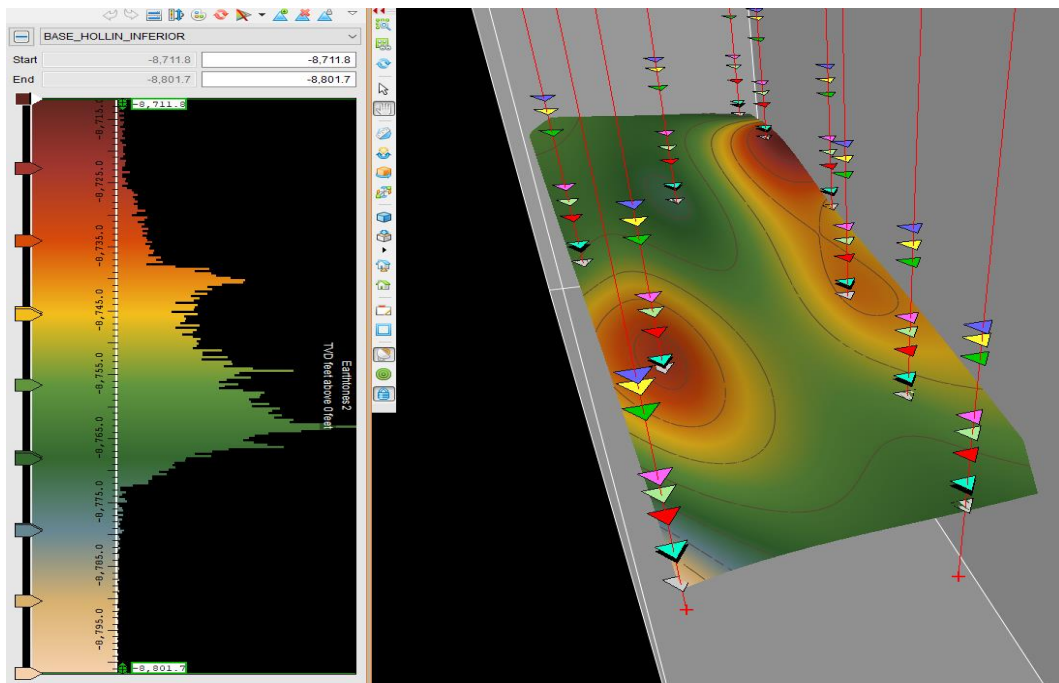 BASE_HOLLIN_INFERIOR
Start -8,711.8 -8,711.8
End -8,801.7 -8,801.7
-8,711.8
-8,715.0
-8,725.0
-8,735.0
-8,745.0
-8,755.0
-8,765.0
-8,775.0
-8,785.0
-8,795.0
Earthtones2
TVD feet above 0 feet
-8,801.7